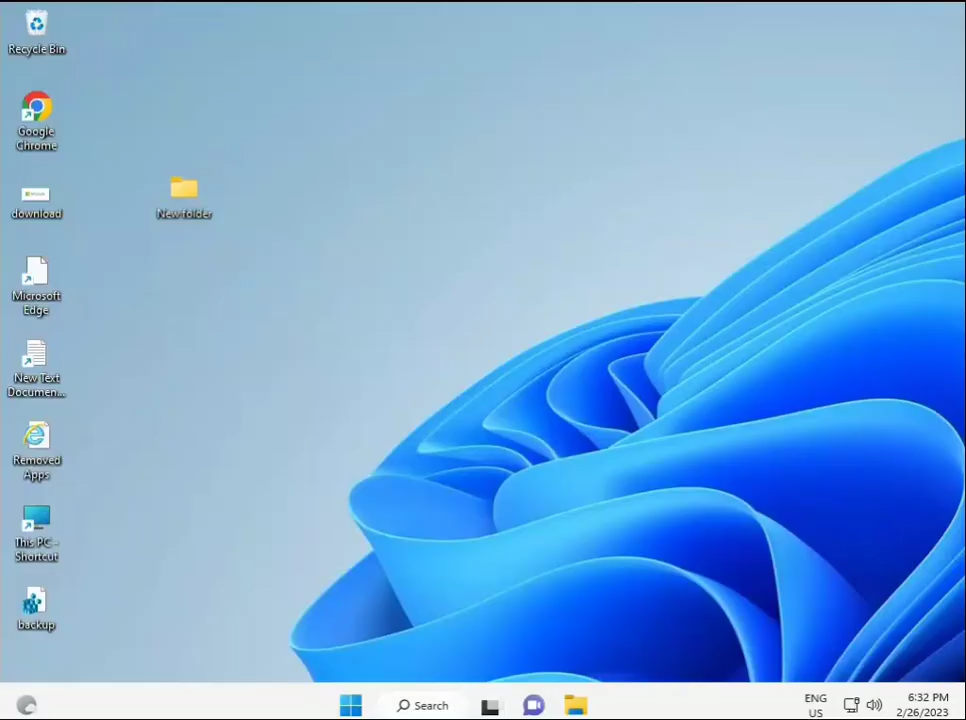 Recycle Bin
Google
Chrome
download
New folder
Microsoft
Edge
New Text
Documen...
Removed
Apps
This PC -
Shortcut
backup
Search
ENG
US
6:32 PM
2/26/2023